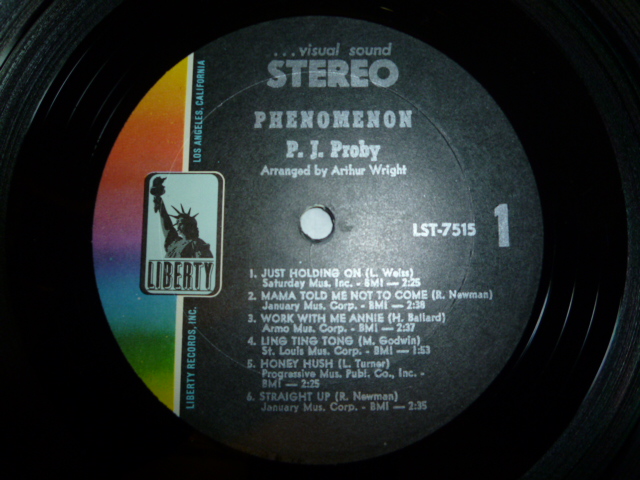 ...visual sound
STEREO
PHENOMENON
P. J. Proby
Arranged by Arthur Wright
LST-7515
1
LOS ANGELES, CALIFORNIA
LIBERTY
LIBERTY RECORDS, INC.
1. JUST HOLDING ON (L. Weiss)
Saturday Mus. Inc. - BMI — 2:25
2. MAMA TOLD ME NOT TO COME (R. Newman)
January Mus. Corp. - BMI — 2:38
3. WORK WITH ME ANNIE (H. Ballard)
Armo Mus. Corp. - BMI — 2:37
4. LING TING TONG (M. Godwin)
St. Louis Mus. Corp. - BMI — 1:53
5. HONEY HUSH (L. Turner)
Progressive Mus. Publ. Co., Inc. -
BMI — 2:25
6. STRAIGHT UP (R. Newman)
January Mus. Corp. - BMI — 2:35